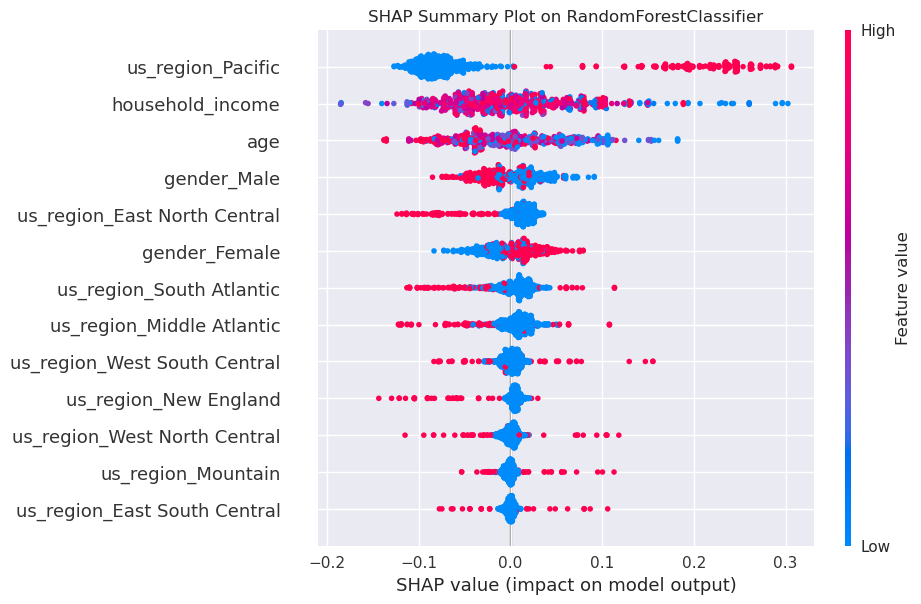 SHAP Summary Plot on RandomForestClassifier
High
us_region_Pacific
household_income
age
gender_Male
us_region_East North Central
gender_Female
us_region_South Atlantic
us_region_Middle Atlantic
us_region_West South Central
us_region_New England
us_region_West North Central
us_region_Mountain
us_region_East South Central
Feature value
Low
−0.2 −0.1 0.0 0.1 0.2 0.3
SHAP value (impact on model output)